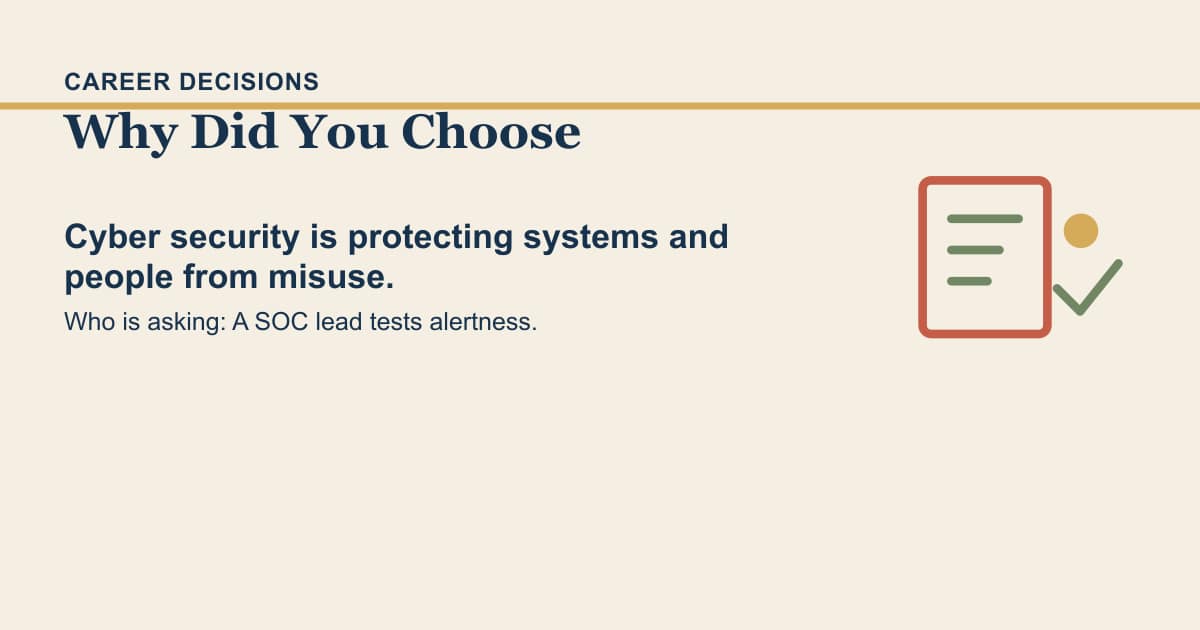 CAREER DECISIONS
Why Did You Choose
Cyber security is protecting systems and
people from misuse.
Who is asking: A SOC lead tests alertness.